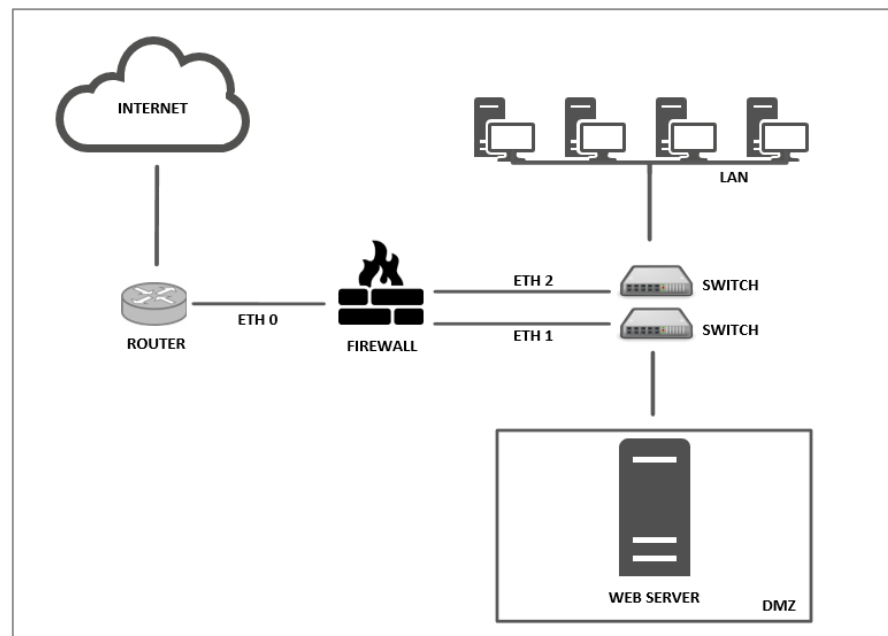 INTERNET
LAN
ETH 2
SWITCH
ETH 0
ROUTER
FIREWALL
ETH 1
SWITCH
WEB SERVER
DMZ